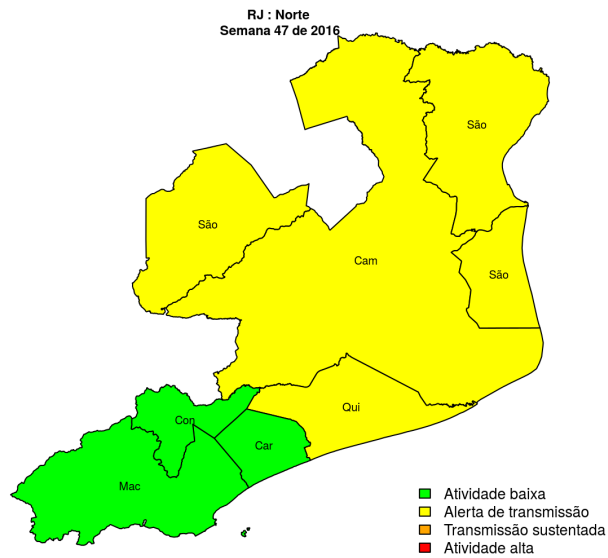 RJ : Norte
Semana 47 de 2016
São
São
Cam
São
Qui
Con
Car
Mac
Atividade baixa
Alerta de transmissão
Transmissão sustentada
Atividade alta